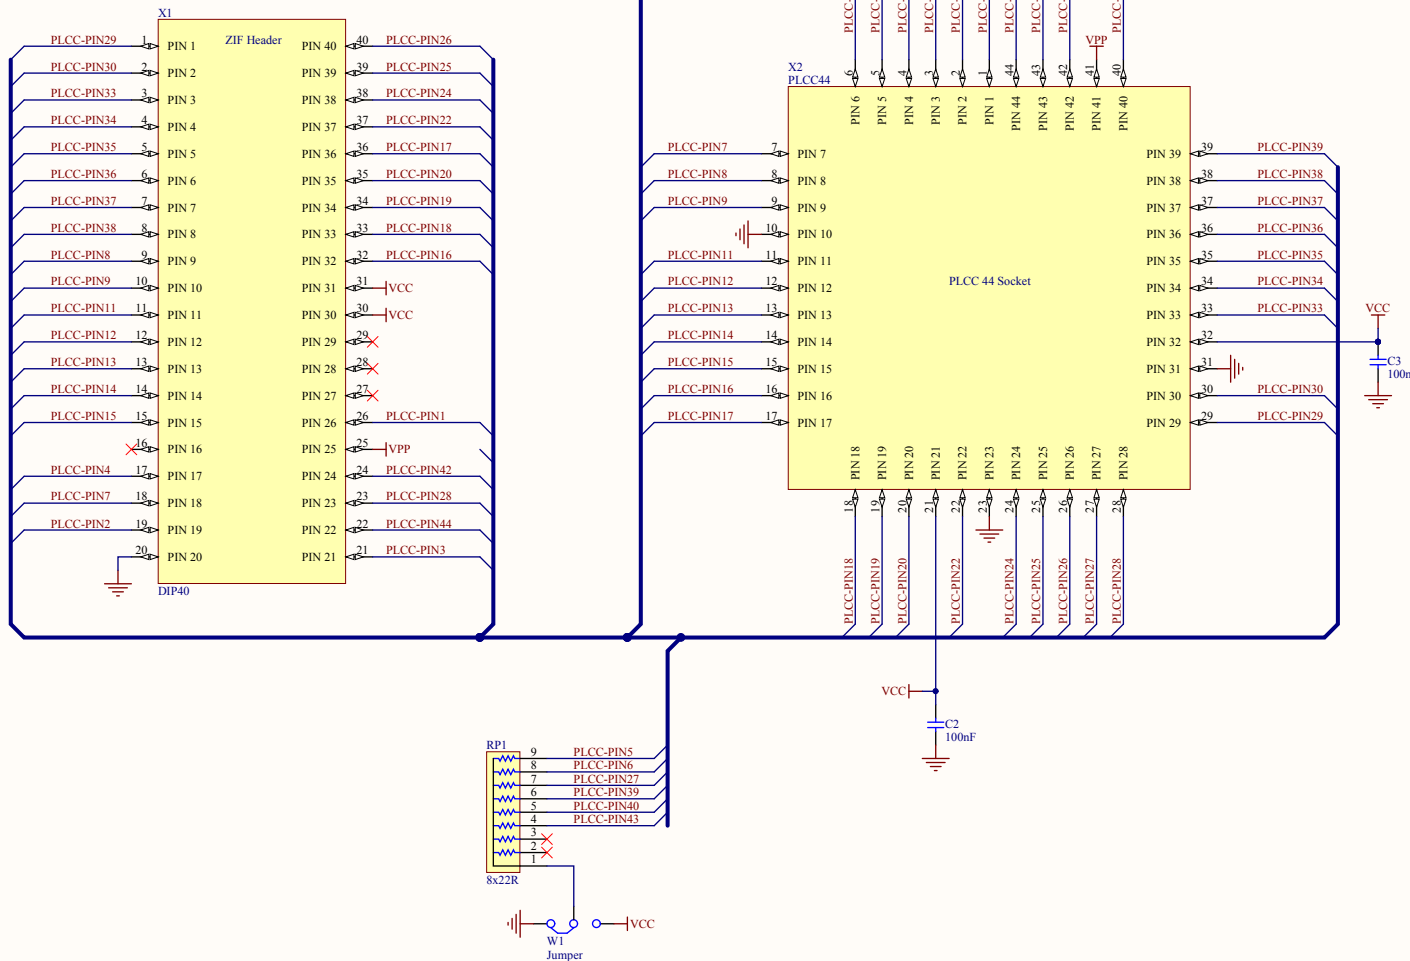 X1
ZIF Header
PLCC-PIN29 1 PIN 1 PIN 40 40 PLCC-PIN26
PLCC-PIN30 2 PIN 2 PIN 39 39 PLCC-PIN25
PLCC-PIN33 3 PIN 3 PIN 38 38 PLCC-PIN24
PLCC-PIN34 4 PIN 4 PIN 37 37 PLCC-PIN22
PLCC-PIN35 5 PIN 5 PIN 36 36 PLCC-PIN17
PLCC-PIN36 6 PIN 6 PIN 35 35 PLCC-PIN20
PLCC-PIN37 7 PIN 7 PIN 34 34 PLCC-PIN19
PLCC-PIN38 8 PIN 8 PIN 33 33 PLCC-PIN18
PLCC-PIN8 9 PIN 9 PIN 32 32 PLCC-PIN16
PLCC-PIN9 10 PIN 10 PIN 31 31 VCC
PLCC-PIN11 11 PIN 11 PIN 30 30 VCC
PLCC-PIN12 12 PIN 12 PIN 29 29
PLCC-PIN13 13 PIN 13 PIN 28 28
PLCC-PIN14 14 PIN 14 PIN 27 27
PLCC-PIN15 15 PIN 15 PIN 26 26 PLCC-PIN1
16 PIN 16 PIN 25 25 VPP
PLCC-PIN4 17 PIN 17 PIN 24 24 PLCC-PIN42
PLCC-PIN7 18 PIN 18 PIN 23 23 PLCC-PIN28
PLCC-PIN2 19 PIN 19 PIN 22 22 PLCC-PIN44
20 PIN 20 PIN 21 21 PLCC-PIN3
DIP40
PLCC- PLCC- PLCC- PLCC- PLCC- PLCC- PLCC- PLCC- PLCC- PLCC-
VPP
X2
PLCC44
6 5 4 3 2 1 44 43 42 41 40
PIN 6 PIN 5 PIN 4 PIN 3 PIN 2 PIN 1 PIN 44 PIN 43 PIN 42 PIN 41 PIN 40
PLCC-PIN7 7 PIN 7 PIN 39 39 PLCC-PIN39
PLCC-PIN8 8 PIN 8 PIN 38 38 PLCC-PIN38
PLCC-PIN9 9 PIN 9 PIN 37 37 PLCC-PIN37
10 PIN 10 PIN 36 36 PLCC-PIN36
PLCC-PIN11 11 PIN 11 PIN 35 35 PLCC-PIN35
PLCC 44 Socket
PLCC-PIN12 12 PIN 12 PIN 34 34 PLCC-PIN34
PLCC-PIN13 13 PIN 13 PIN 33 33 PLCC-PIN33
PLCC-PIN14 14 PIN 14 PIN 32 32
PLCC-PIN15 15 PIN 15 PIN 31 31
PLCC-PIN16 16 PIN 16 PIN 30 30 PLCC-PIN30
PLCC-PIN17 17 PIN 17 PIN 29 29 PLCC-PIN29
VCC
C3
100n
PIN 18 PIN 19 PIN 20 PIN 21 PIN 22 PIN 23 PIN 24 PIN 25 PIN 26 PIN 27 PIN 28
18 19 20 21 22 23 24 25 26 27 28
PLCC-PIN18 PLCC-PIN19 PLCC-PIN20 PLCC-PIN22 PLCC-PIN24 PLCC-PIN25 PLCC-PIN26 PLCC-PIN27 PLCC-PIN28
VCC
C2
100nF
RP1
9 PLCC-PIN5
8 PLCC-PIN6
7 PLCC-PIN27
6 PLCC-PIN39
5 PLCC-PIN40
4 PLCC-PIN43
3
2
1
8x22R
VCC
W1
Jumper